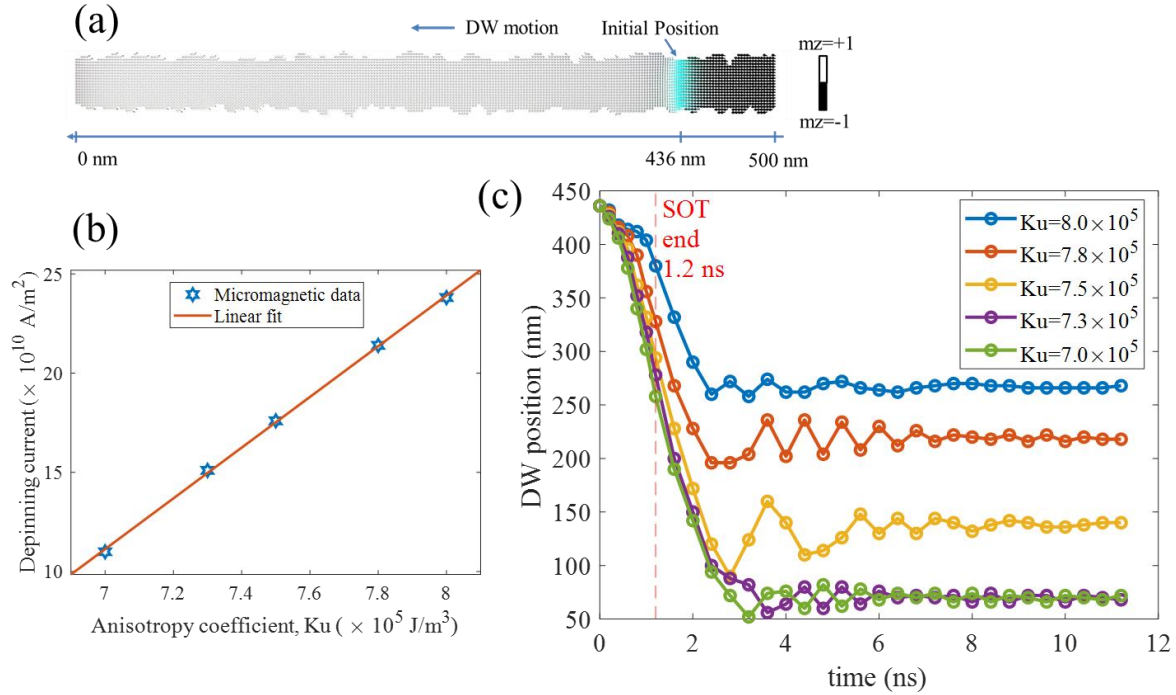 (a)
DW motion
Initial Position
mz=+1
mz=-1
0 nm
436 nm
500 nm
(b)
Depinning current ( × 10^10 A/m^2)
25
20
15
10
Micromagnetic data
Linear fit
7
7.2
7.4
7.6
7.8
8
Anisotropy coefficient, Ku ( × 10^5 J/m^3)
(c)
DW position (nm)
450
400
350
300
250
200
150
100
50
SOT
end
1.2 ns
Ku=8.0×10^5
Ku=7.8×10^5
Ku=7.5×10^5
Ku=7.3×10^5
Ku=7.0×10^5
0
2
4
6
8
10
12
time (ns)